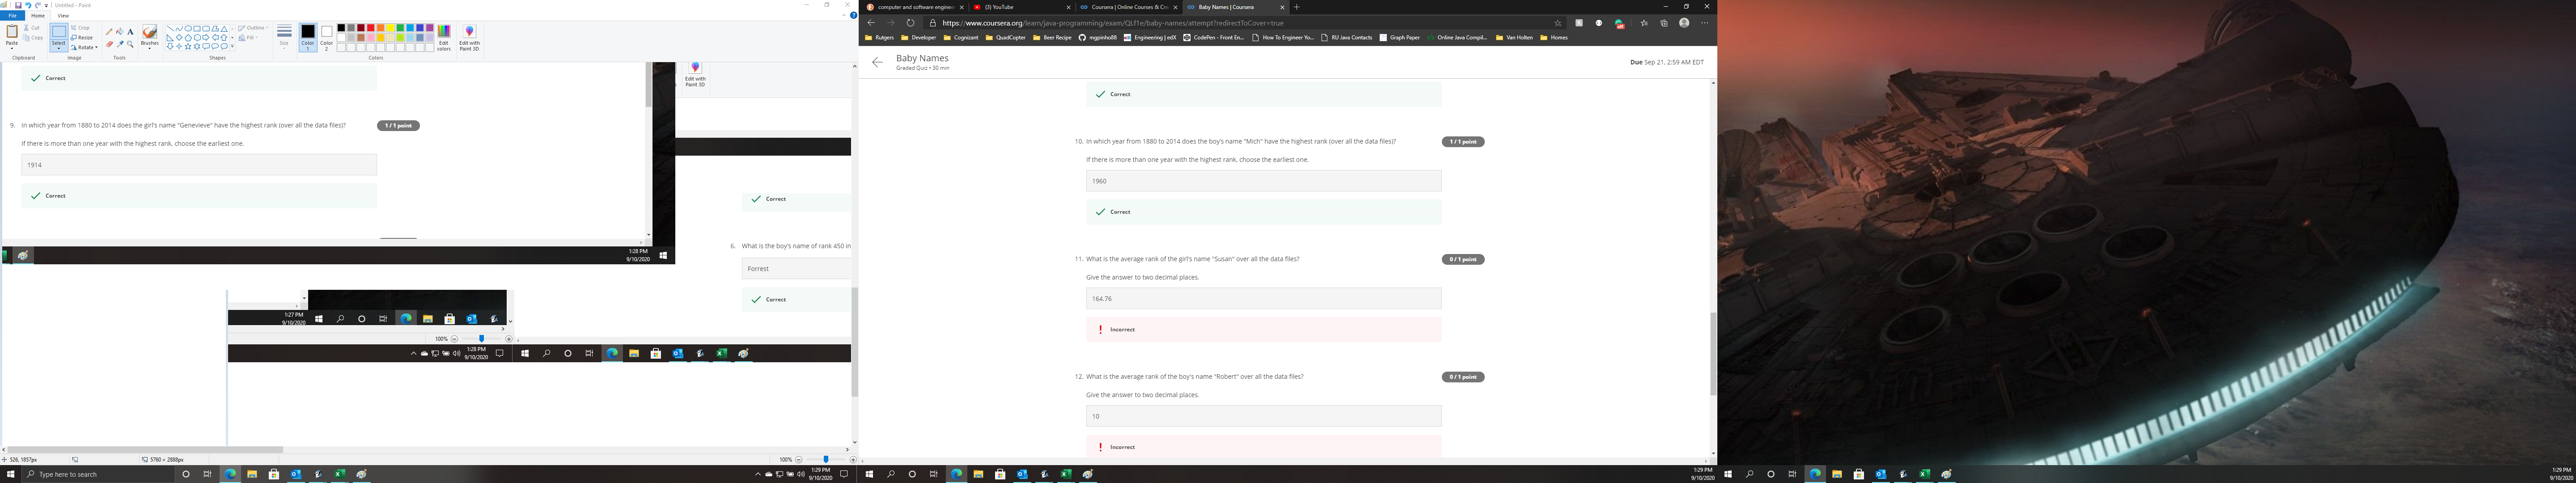 Untitled - Paint
File
Home
View
Paste
Cut
Copy
Clipboard
Select
Crop
Resize
Rotate
Image
Tools
Brushes
Shapes
Outline
Fill
Size
Color
1
Color
2
Colors
Edit
colors
Edit with
Paint 3D
Edit with
Paint 3D
Correct
9. In which year from 1880 to 2014 does the girl's name "Genevieve" have the highest rank (over all the data files)?
1 / 1 point
If there is more than one year with the highest rank, choose the earliest one.
1914
Correct
1:28 PM
9/10/2020
Correct
6. What is the boy's name of rank 450 in
Forrest
Correct
1:27 PM
9/10/2020
100%
1:28 PM
9/10/2020
526, 1857px
5760 × 2888px
100%
Type here to search
1:29 PM
9/10/2020
computer and software engineer
(3) YouTube
Coursera | Online Courses & Cre
Baby Names | Coursera
https://www.coursera.org/learn/java-programming/exam/QLf1e/baby-names/attempt?redirectToCover=true
Rutgers
Developer
Cognizant
QuadCopter
Beer Recipe
mgpinho88
Engineering | edX
CodePen - Front En...
How To Engineer Yo...
RU Java Contacts
Graph Paper
Online Java Compil...
Van Holten
Homes
Baby Names
Graded Quiz • 30 min
Due Sep 21, 2:59 AM EDT
Correct
10. In which year from 1880 to 2014 does the boy's name "Mich" have the highest rank (over all the data files)?
1 / 1 point
If there is more than one year with the highest rank, choose the earliest one.
1960
Correct
11. What is the average rank of the girl's name "Susan" over all the data files?
0 / 1 point
Give the answer to two decimal places.
164.76
Incorrect
12. What is the average rank of the boy's name "Robert" over all the data files?
0 / 1 point
Give the answer to two decimal places.
10
Incorrect
1:29 PM
9/10/2020
1:29 PM
9/10/2020